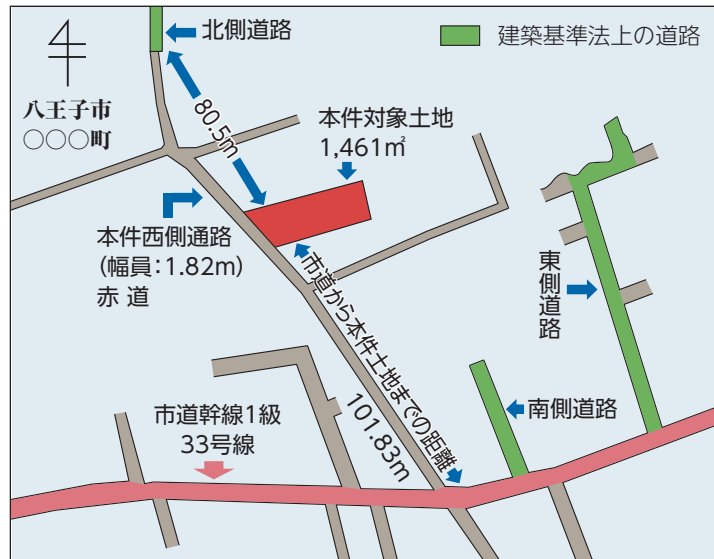 北側道路
建築基準法上の道路
八王子市
○○○町
80.5m
本件対象土地
1,461㎡
本件西側通路
(幅員：1.82m)
赤道
市道から本件土地までの距離
101.83m
東側道路
南側道路
市道幹線1級
33号線